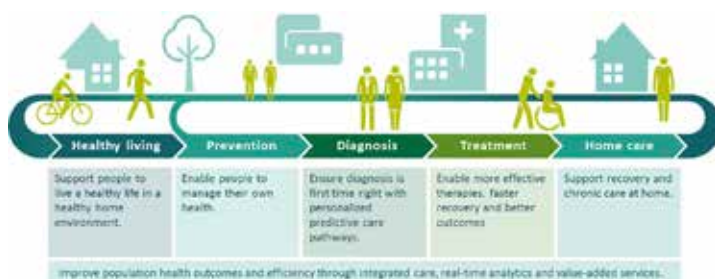 Healthy living
Prevention
Diagnosis
Treatment
Home care
Support people to
live a healthy life in a
healthy home
environment.
Enable people to
manage their own
health.
Ensure diagnosis is
first time right with
personalized
predictive care
pathways.
Enable more effective
therapies, faster
recovery and better
outcomes
Support recovery and
chronic care at home.
Improve population health outcomes and efficiency through integrated care, real-time analytics and value-added services.